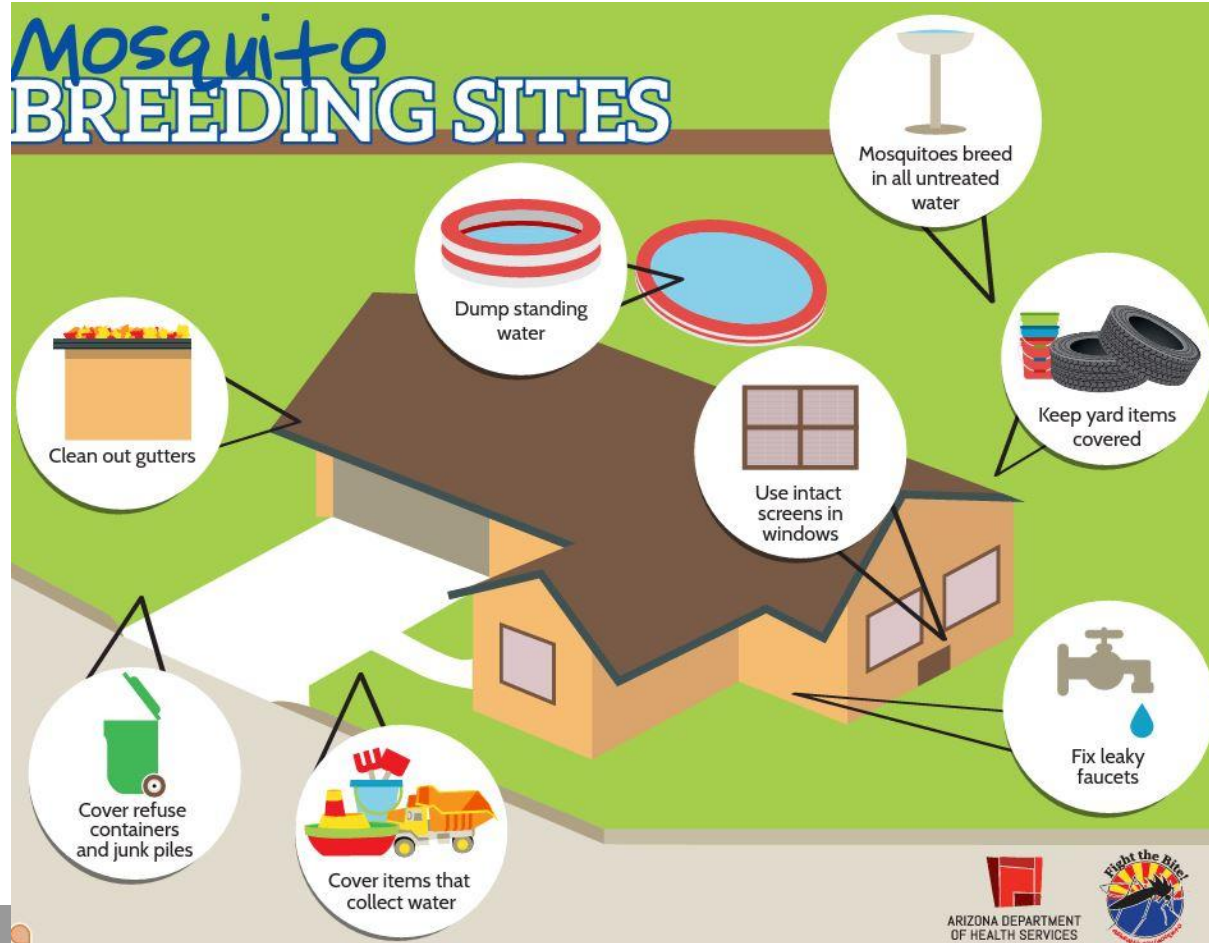 Mosquito
BREEDING SITES
Mosquitoes breed
in all untreated
water
Dump standing
water
Clean out gutters
Keep yard items
covered
Use intact
screens in
windows
Fix leaky
faucets
Cover refuse
containers
and junk piles
Cover items that
collect water
ARIZONA DEPARTMENT
OF HEALTH SERVICES
Fight the Bite!